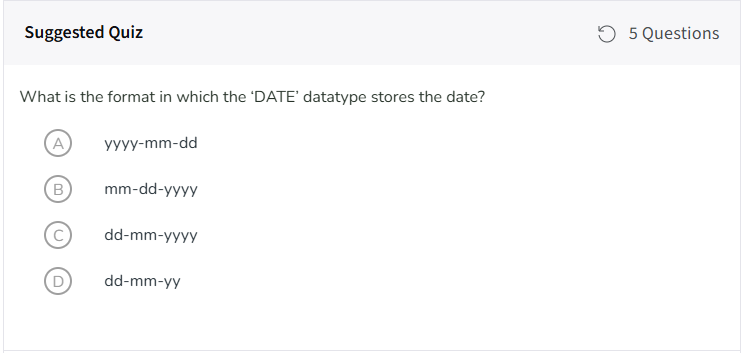 Suggested Quiz
5 Questions
What is the format in which the ‘DATE’ datatype stores the date?
A yyyy-mm-dd
B mm-dd-yyyy
C dd-mm-yyyy
D dd-mm-yy